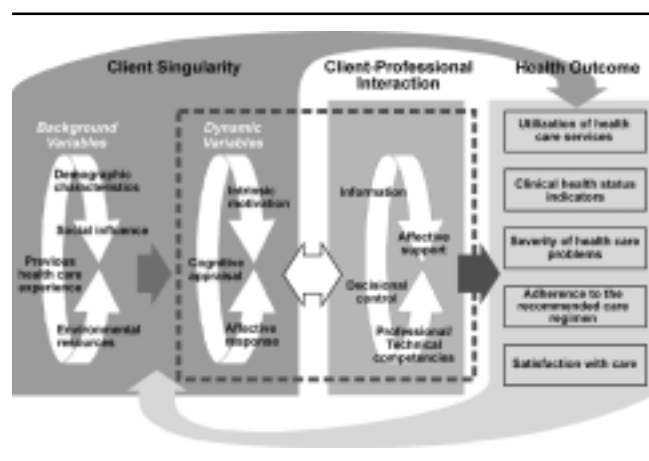 Client Singularity
Client-Professional
Interaction
Health Outcome
Background
Variables
Demographic
characteristics
Social influence
Previous
health care
experience
Environmental
resources
Dynamic
Variables
Intrinsic
motivation
Cognitive
appraisal
Affective
response
Information
Affective
support
Decisional
control
Professional/
Technical
competencies
Utilization of health
care services
Clinical health status
indicators
Severity of health care
problems
Adherence to the
recommended care
regimen
Satisfaction with care